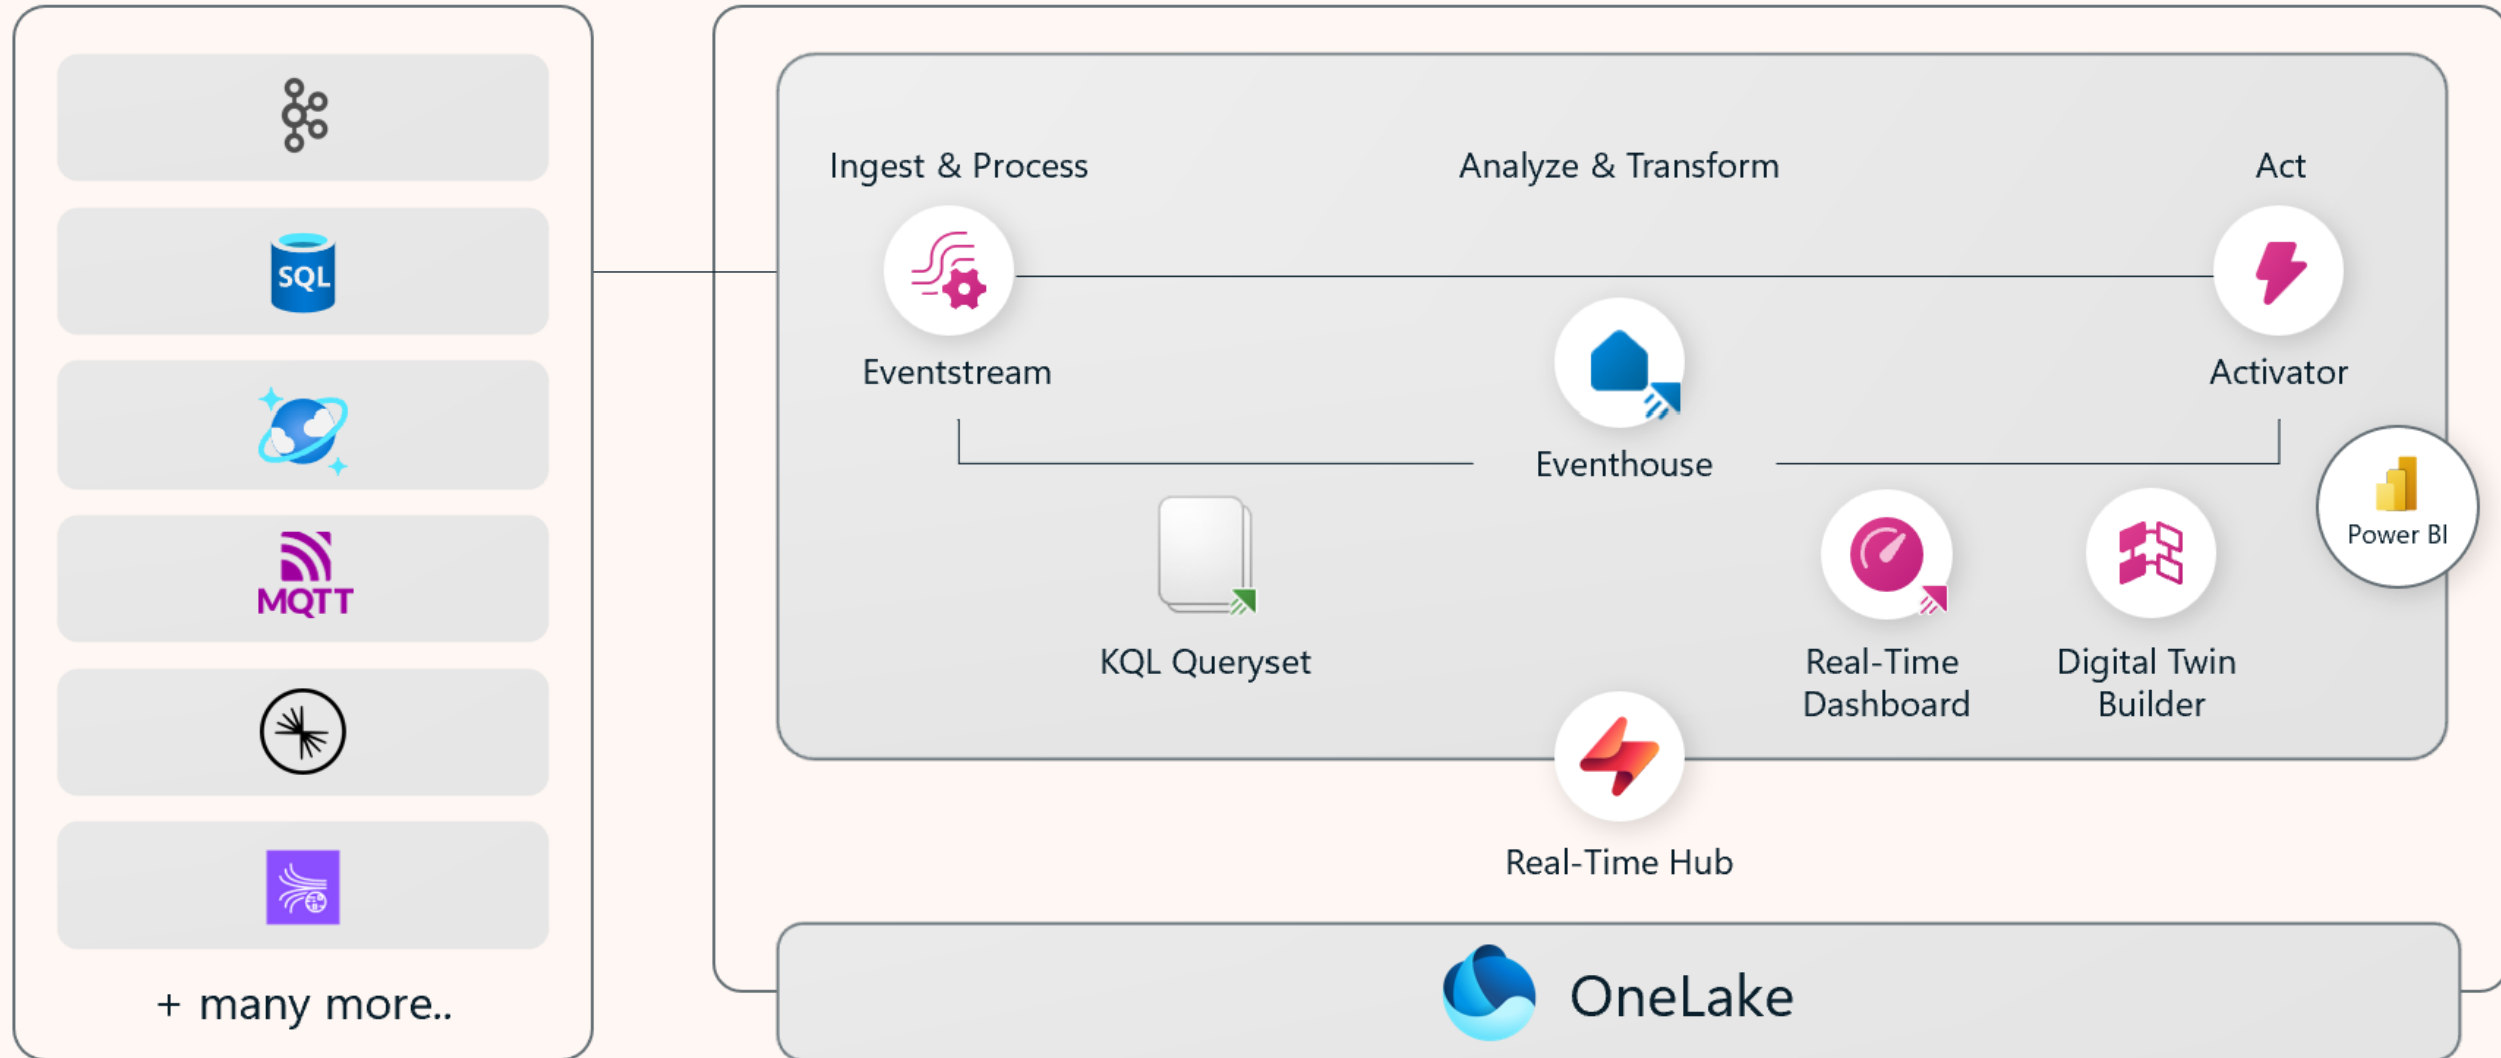 SQL
MQTT
+ many more..
Ingest & Process
Analyze & Transform
Act
Eventstream
Eventhouse
Activator
Power BI
KQL Queryset
Real-Time
Dashboard
Digital Twin
Builder
Real-Time Hub
OneLake